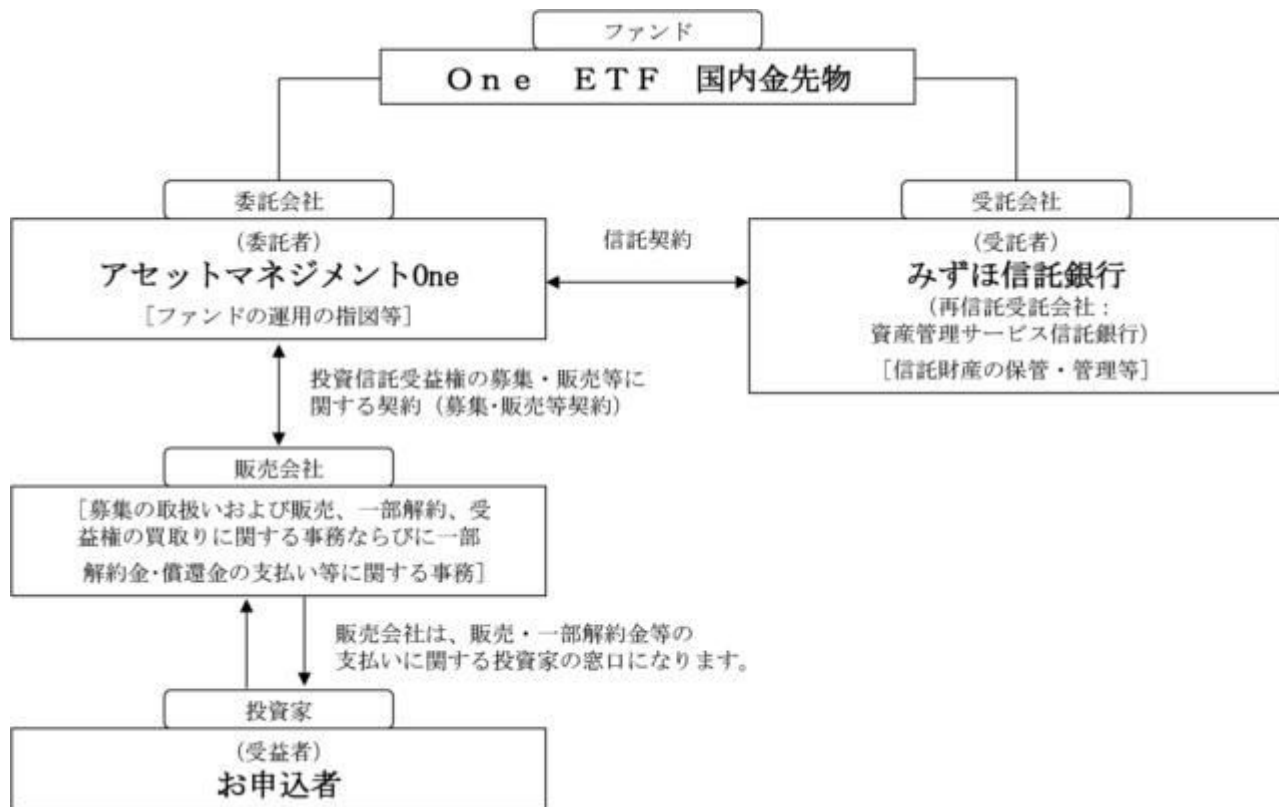 ファンド
One ETF 国内金先物
委託会社
(委託者)
アセットマネジメントOne
[ファンドの運用の指図等]
信託契約
受託会社
(受託者)
みずほ信託銀行
(再信託受託会社：
資産管理サービス信託銀行)
[信託財産の保管・管理等]
投資信託受益権の募集・販売等に
関する契約（募集･販売等契約）
販売会社
[募集の取扱いおよび販売、一部解約、受
益権の買取りに関する事務ならびに一部
解約金･償還金の支払い等に関する事務]
販売会社は、販売・一部解約金等の
支払いに関する投資家の窓口になります。
投資家
(受益者)
お申込者